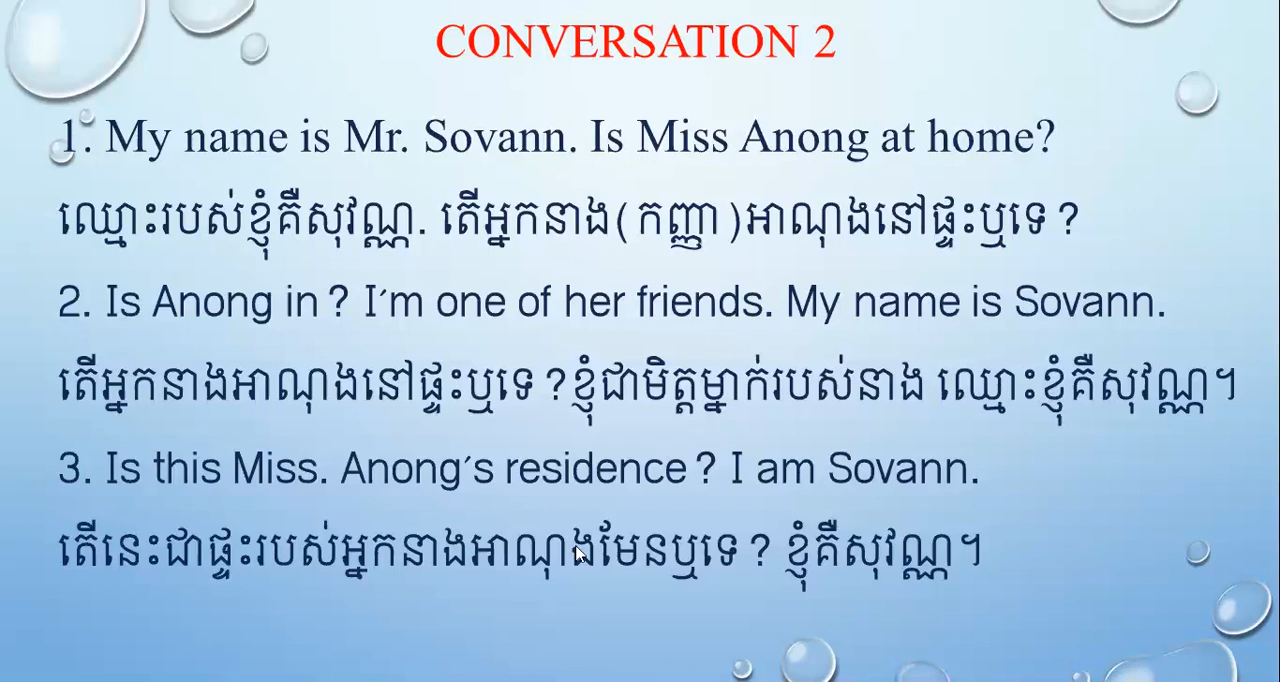 CONVERSATION 2
1. My name is Mr. Sovann. Is Miss Anong at home?
ឈ្មោះរបស់ខ្ញុំគឺសុវណ្ណ. តើអ្នកនាង( កញ្ញា )អាណុងនៅផ្ទះឬទេ ?
2. Is Anong in ? I´m one of her friends. My name is Sovann.
តើអ្នកនាងអាណុងនៅផ្ទះឬទេ ?ខ្ញុំជាមិត្តម្នាក់របស់នាង ឈ្មោះខ្ញុំគឺសុវណ្ណ។
3. Is this Miss. Anong´s residence ? I am Sovann.
តើនេះជាផ្ទះរបស់អ្នកនាងអាណុងមែនឬទេ ? ខ្ញុំគឺសុវណ្ណ។